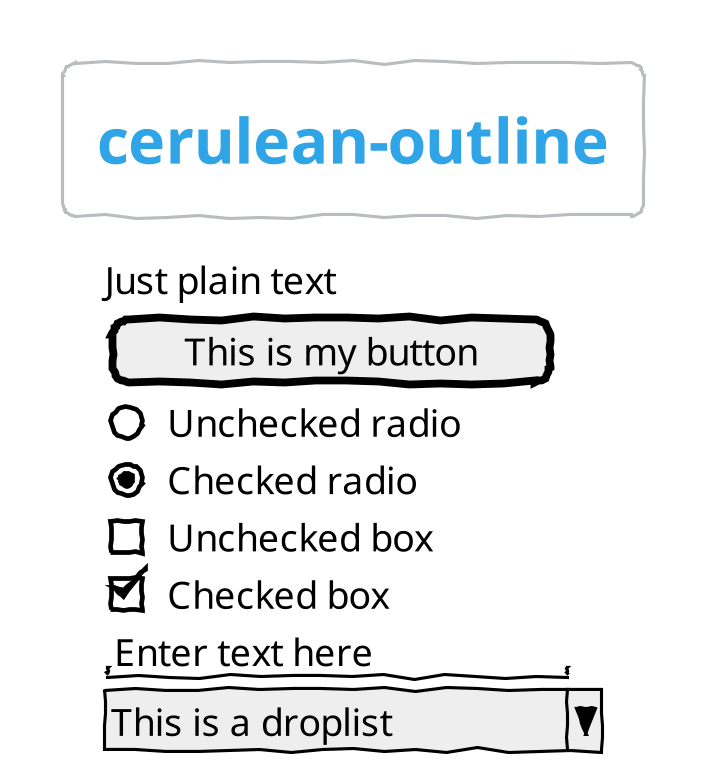 cerulean-outline
Just plain text
This is my button
Unchecked radio
Checked radio
Unchecked box
Checked box
Enter text here
This is a droplist